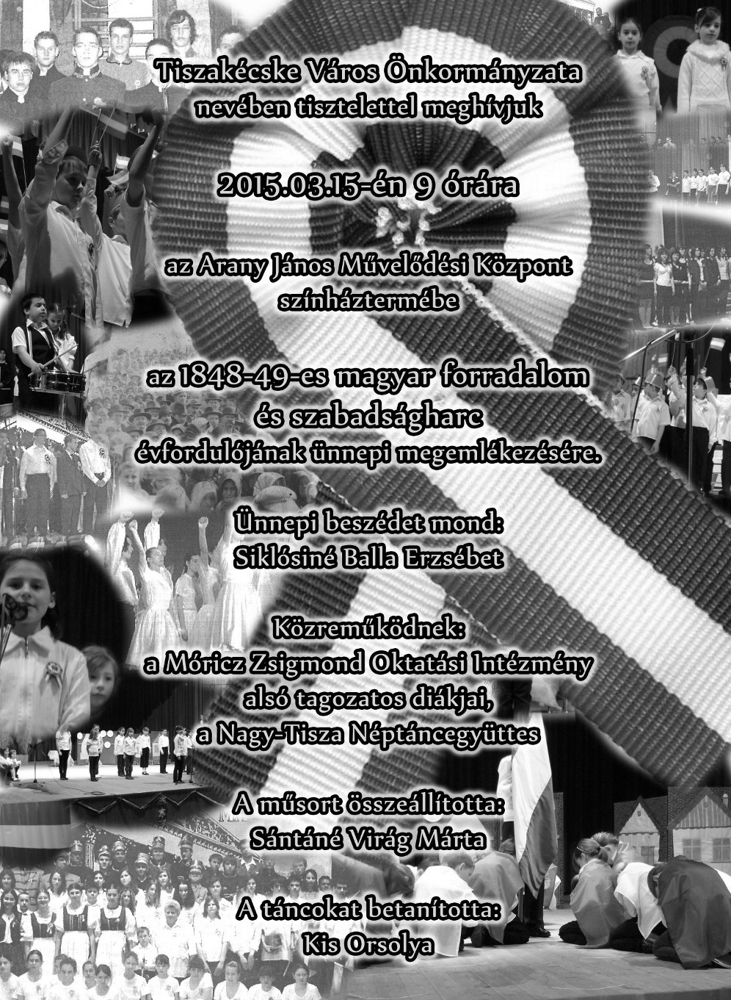 Tiszakécske Város Önkormányzata
nevében tisztelettel meghívjuk
2015.03.15-én 9 órára
az Arany János Művelődési Központ
színháztermébe
az 1848-49-es magyar forradalom
és szabadságharc
évfordulójának ünnepi megemlékezésére.
Ünnepi beszédet mond:
Siklósiné Balla Erzsébet
Közreműködnek:
a Móricz Zsigmond Oktatási Intézmény
alsó tagozatos diákjai,
a Nagy-Tisza Néptáncegyüttes
A műsort összeállította:
Sántáné Virág Márta
A táncokat betanította:
Kis Orsolya